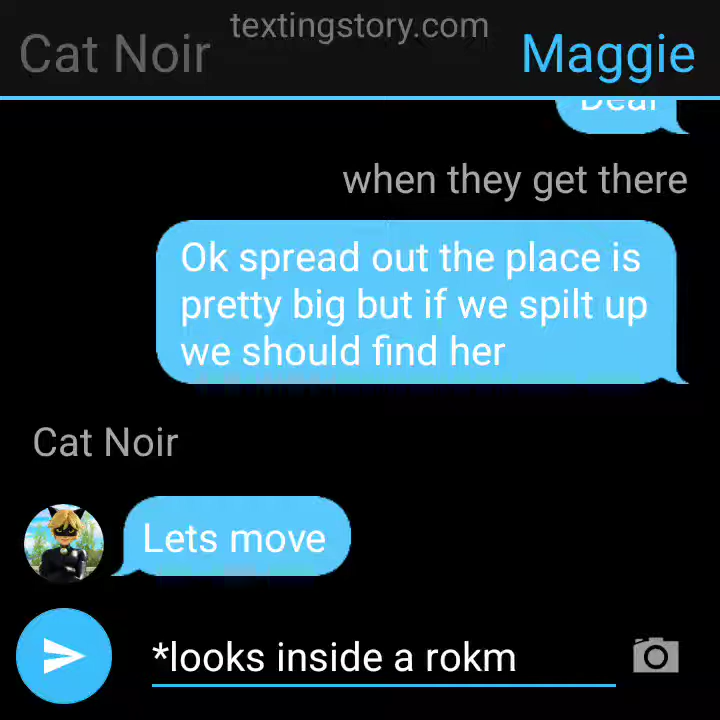 textingstory.com
Cat Noir
Maggie
Deal
when they get there
Ok spread out the place is
pretty big but if we spilt up
we should find her
Cat Noir
Lets move
*looks inside a rokm